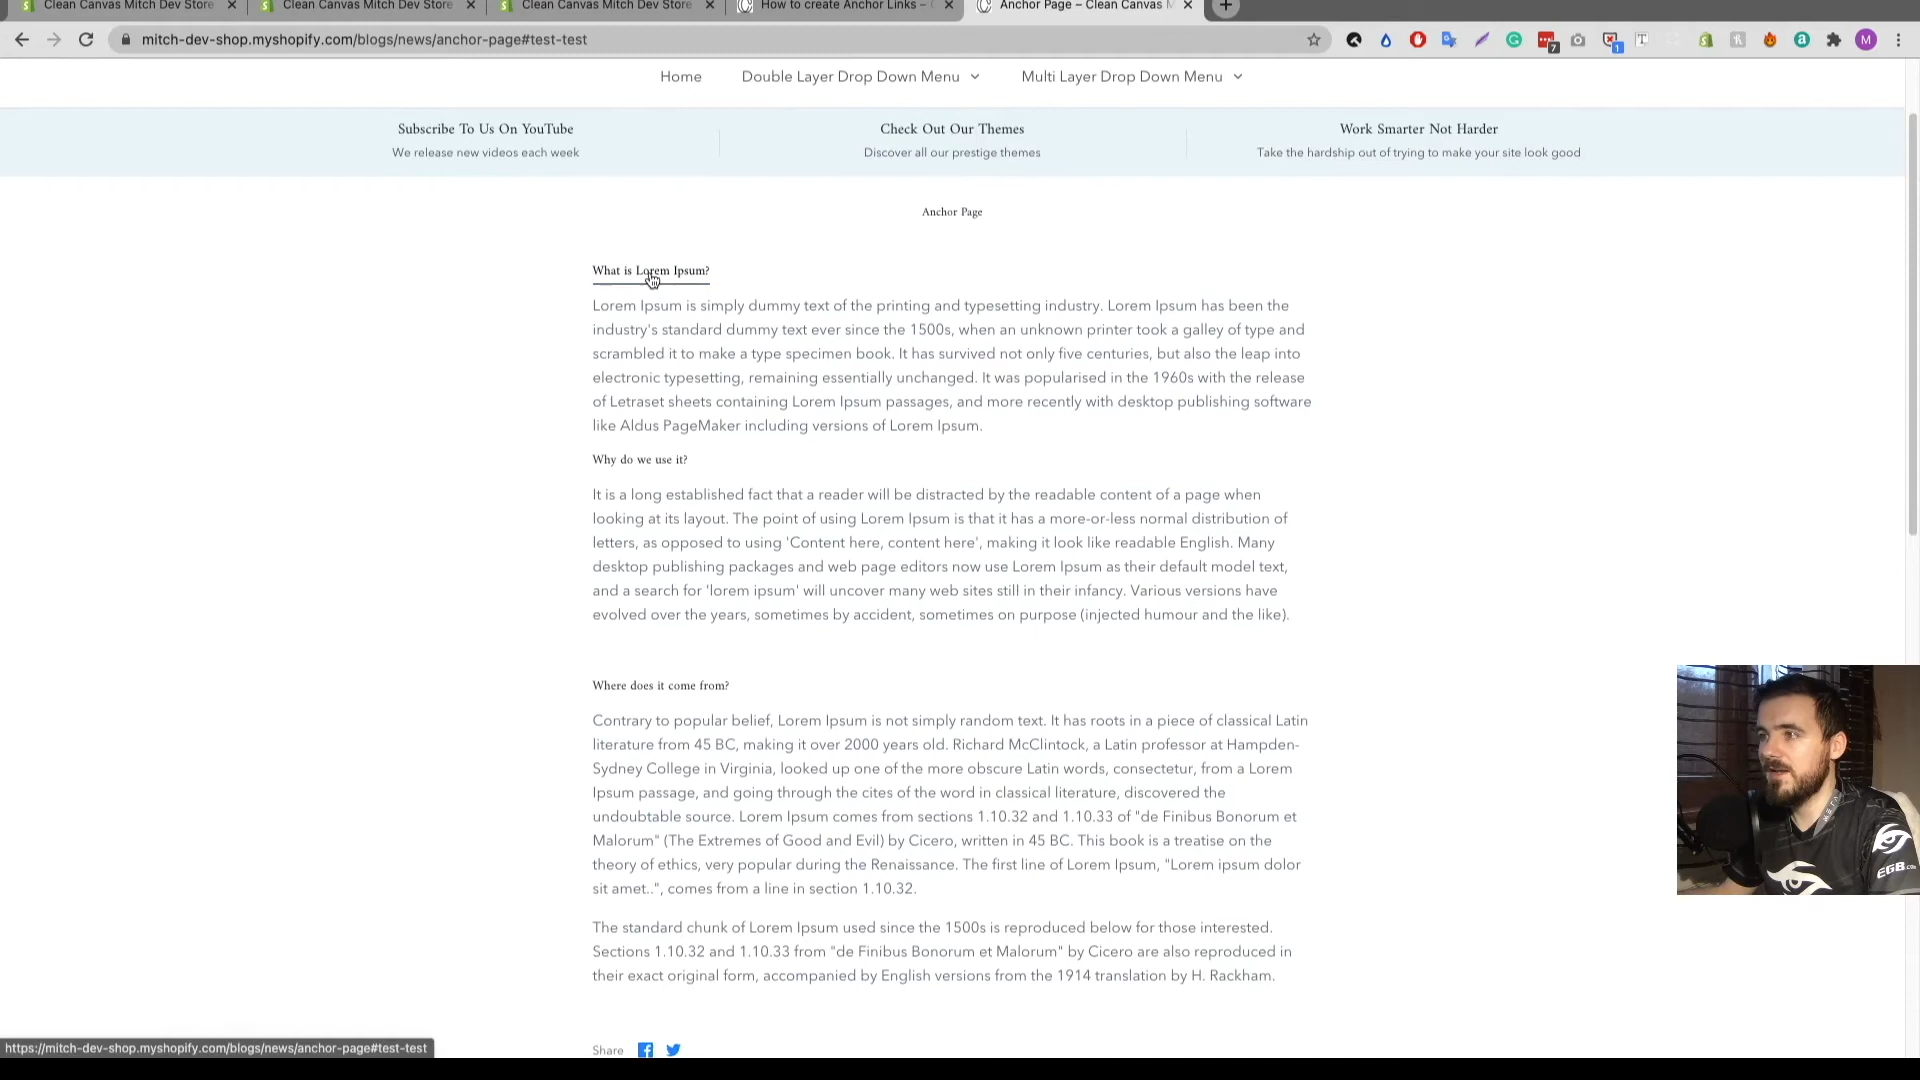 Clean Canvas Mitch Dev Store
Clean Canvas Mitch Dev Store
Clean Canvas Mitch Dev Store
How to create Anchor Links –
Anchor Page – Clean Canvas
mitch-dev-shop.myshopify.com/blogs/news/anchor-page#test-test
7
1
M
Home
Double Layer Drop Down Menu
Multi Layer Drop Down Menu
Subscribe To Us On YouTube
We release new videos each week
Check Out Our Themes
Discover all our prestige themes
Work Smarter Not Harder
Take the hardship out of trying to make your site look good
Anchor Page
What is Lorem Ipsum?
Lorem Ipsum is simply dummy text of the printing and typesetting industry. Lorem Ipsum has been the
industry's standard dummy text ever since the 1500s, when an unknown printer took a galley of type and
scrambled it to make a type specimen book. It has survived not only five centuries, but also the leap into
electronic typesetting, remaining essentially unchanged. It was popularised in the 1960s with the release
of Letraset sheets containing Lorem Ipsum passages, and more recently with desktop publishing software
like Aldus PageMaker including versions of Lorem Ipsum.
Why do we use it?
It is a long established fact that a reader will be distracted by the readable content of a page when
looking at its layout. The point of using Lorem Ipsum is that it has a more-or-less normal distribution of
letters, as opposed to using 'Content here, content here', making it look like readable English. Many
desktop publishing packages and web page editors now use Lorem Ipsum as their default model text,
and a search for 'lorem ipsum' will uncover many web sites still in their infancy. Various versions have
evolved over the years, sometimes by accident, sometimes on purpose (injected humour and the like).
Where does it come from?
Contrary to popular belief, Lorem Ipsum is not simply random text. It has roots in a piece of classical Latin
literature from 45 BC, making it over 2000 years old. Richard McClintock, a Latin professor at Hampden-
Sydney College in Virginia, looked up one of the more obscure Latin words, consectetur, from a Lorem
Ipsum passage, and going through the cites of the word in classical literature, discovered the
undoubtable source. Lorem Ipsum comes from sections 1.10.32 and 1.10.33 of "de Finibus Bonorum et
Malorum" (The Extremes of Good and Evil) by Cicero, written in 45 BC. This book is a treatise on the
theory of ethics, very popular during the Renaissance. The first line of Lorem Ipsum, "Lorem ipsum dolor
sit amet..", comes from a line in section 1.10.32.
The standard chunk of Lorem Ipsum used since the 1500s is reproduced below for those interested.
Sections 1.10.32 and 1.10.33 from "de Finibus Bonorum et Malorum" by Cicero are also reproduced in
their exact original form, accompanied by English versions from the 1914 translation by H. Rackham.
EGB.com
https://mitch-dev-shop.myshopify.com/blogs/news/anchor-page#test-test
Share